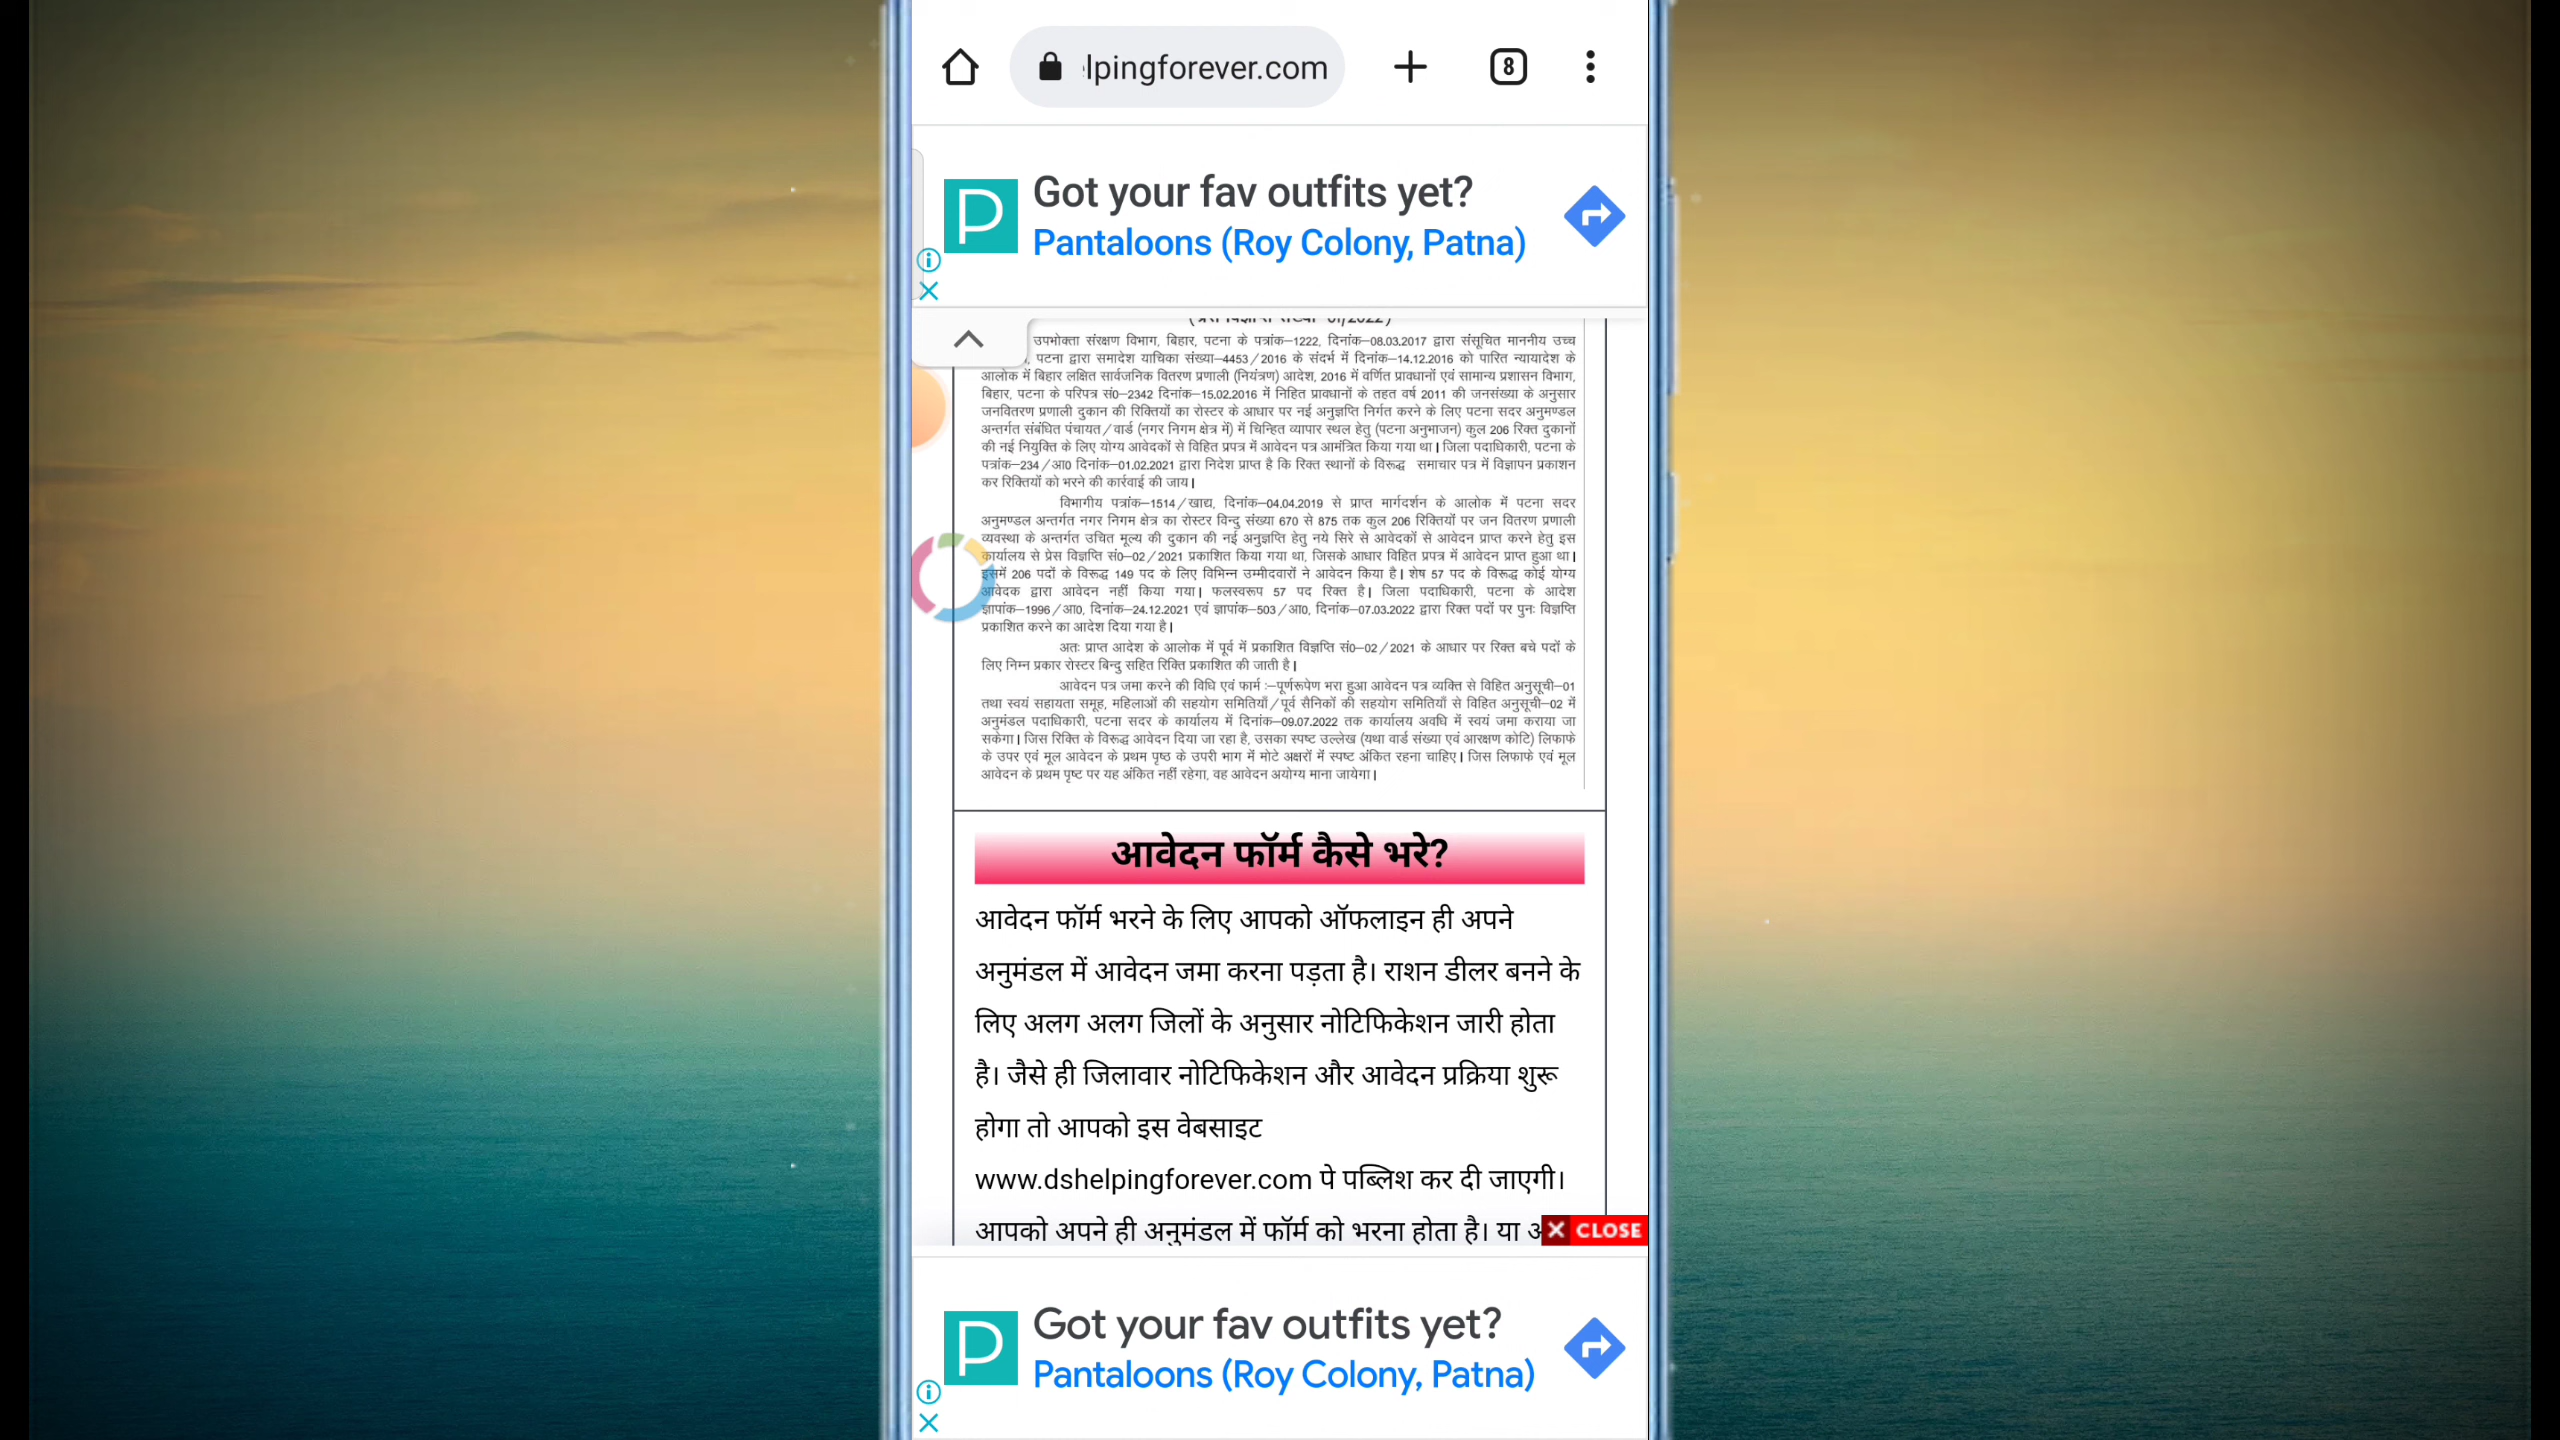 lpingforever.com
8
Got your fav outfits yet?
Pantaloons (Roy Colony, Patna)
उपभोक्ता संरक्षण विभाग, बिहार, पटना के पत्रांक–1222, दिनांक–08.03.2017 द्वारा संसूचित माननीय उच्च
पटना द्वारा समादेश याचिका संख्या–4453/2016 के संदर्भ में दिनांक–14.12.2016 को पारित न्यायादेश के
आलोक में बिहार लक्षित सार्वजनिक वितरण प्रणाली (नियंत्रण) आदेश, 2016 में वर्णित प्रावधानों एवं सामान्य प्रशासन विभाग,
बिहार, पटना के परिपत्र सं0–2342 दिनांक–15.02.2016 में निहित प्रावधानों के तहत वर्ष 2011 की जनसंख्या के अनुसार
जनवितरण प्रणाली दुकान की रिक्तियों का रोस्टर के आधार पर नई अनुज्ञप्ति निर्गत करने के लिए पटना सदर अनुमण्डल
अन्तर्गत संबंधित पंचायत/वार्ड (नगर निगम क्षेत्र में) में चिन्हित व्यापार स्थल हेतु (पटना अनुभाजन) कुल 206 रिक्त दुकानों
की नई नियुक्ति के लिए योग्य आवेदकों से विहित प्रपत्र में आवेदन पत्र आमंत्रित किया गया था। जिला पदाधिकारी, पटना के
पत्रांक–234/आ0 दिनांक–01.02.2021 द्वारा निदेश प्राप्त है कि रिक्त स्थानों के विरूद्ध समाचार पत्र में विज्ञापन प्रकाशन
कर रिक्तियों को भरने की कार्रवाई की जाय।
विभागीय पत्रांक–1514/खाद्य, दिनांक–04.04.2019 से प्राप्त मार्गदर्शन के आलोक में पटना सदर
अनुमण्डल अन्तर्गत नगर निगम क्षेत्र का रोस्टर विन्दु संख्या 670 से 875 तक कुल 206 रिक्तियों पर जन वितरण प्रणाली
व्यवस्था के अन्तर्गत उचित मूल्य की दुकान की नई अनुज्ञप्ति हेतु नये सिरे से आवेदकों से आवेदन प्राप्त करने हेतु इस
कार्यालय से प्रेस विज्ञप्ति सं0–02/2021 प्रकाशित किया गया था, जिसके आधार विहित प्रपत्र में आवेदन प्राप्त हुआ था।
इसमें 206 पदों के विरूद्ध 149 पद के लिए विभिन्न उम्मीदवारों ने आवेदन किया है। शेष 57 पद के विरूद्ध कोई योग्य
आवेदक द्वारा आवेदन नहीं किया गया। फलस्वरूप 57 पद रिक्त है। जिला पदाधिकारी, पटना के आदेश
ज्ञापांक–1996/आ0, दिनांक–24.12.2021 एवं ज्ञापांक–503/आ0, दिनांक–07.03.2022 द्वारा रिक्त पदों पर पुनः विज्ञप्ति
प्रकाशित करने का आदेश दिया गया है।
अतः प्राप्त आदेश के आलोक में पूर्व में प्रकाशित विज्ञप्ति सं0–02/2021 के आधार पर रिक्त बचे पदों के
लिए निम्न प्रकार रोस्टर बिन्दु सहित रिक्ति प्रकाशित की जाती है।
आवेदन पत्र जमा करने की विधि एवं फार्म :–पूर्णरूपेण भरा हुआ आवेदन पत्र व्यक्ति से विहित अनुसूची–01
तथा स्वयं सहायता समूह, महिलाओं की सहयोग समितियाँ/पूर्व सैनिकों की सहयोग समितियाँ से विहित अनुसूची–02 में
अनुमंडल पदाधिकारी, पटना सदर के कार्यालय में दिनांक–09.07.2022 तक कार्यालय अवधि में स्वयं जमा कराया जा
सकेगा। जिस रिक्ति के विरूद्ध आवेदन दिया जा रहा है, उसका स्पष्ट उल्लेख (यथा वार्ड संख्या एवं आरक्षण कोटि) लिफाफे
के उपर एवं मूल आवेदन के प्रथम पृष्ठ के उपरी भाग में मोटे अक्षरों में स्पष्ट अंकित रहना चाहिए। जिस लिफाफे एवं मूल
आवेदन के प्रथम पृष्ट पर यह अंकित नहीं रहेगा, वह आवेदन अयोग्य माना जायेगा।
आवेदन फॉर्म कैसे भरे?
आवेदन फॉर्म भरने के लिए आपको ऑफलाइन ही अपने
अनुमंडल में आवेदन जमा करना पड़ता है। राशन डीलर बनने के
लिए अलग अलग जिलों के अनुसार नोटिफिकेशन जारी होता
है। जैसे ही जिलावार नोटिफिकेशन और आवेदन प्रक्रिया शुरू
होगा तो आपको इस वेबसाइट
www.dshelpingforever.com पे पब्लिश कर दी जाएगी।
आपको अपने ही अनुमंडल में फॉर्म को भरना होता है। या
CLOSE
Got your fav outfits yet?
Pantaloons (Roy Colony, Patna)